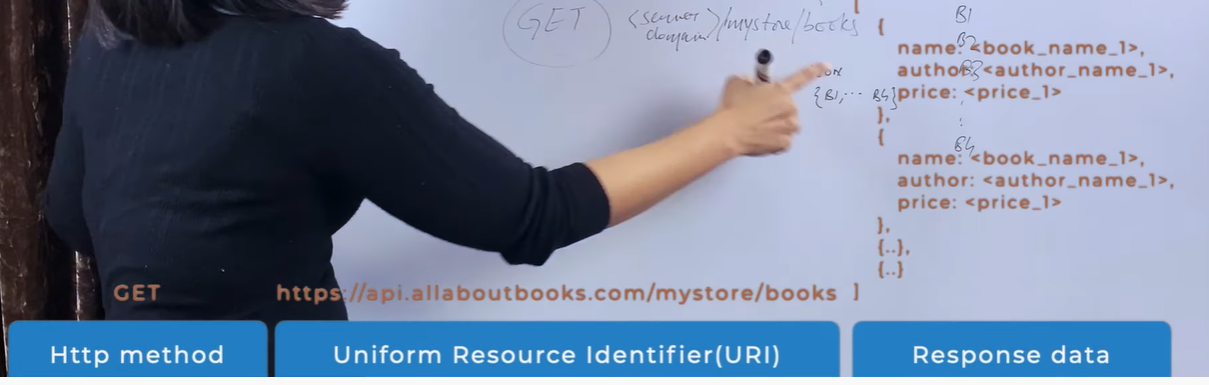 GET <server domain>/mystore/books
{B1, ... B4}
B1
B2
B3
:
B4
[
{
name: <book_name_1>,
author: <author_name_1>,
price: <price_1>
},
{
name: <book_name_1>,
author: <author_name_1>,
price: <price_1>
},
{..},
{..}
]
GET
https://api.allaboutbooks.com/mystore/books
Http method
Uniform Resource Identifier(URI)
Response data